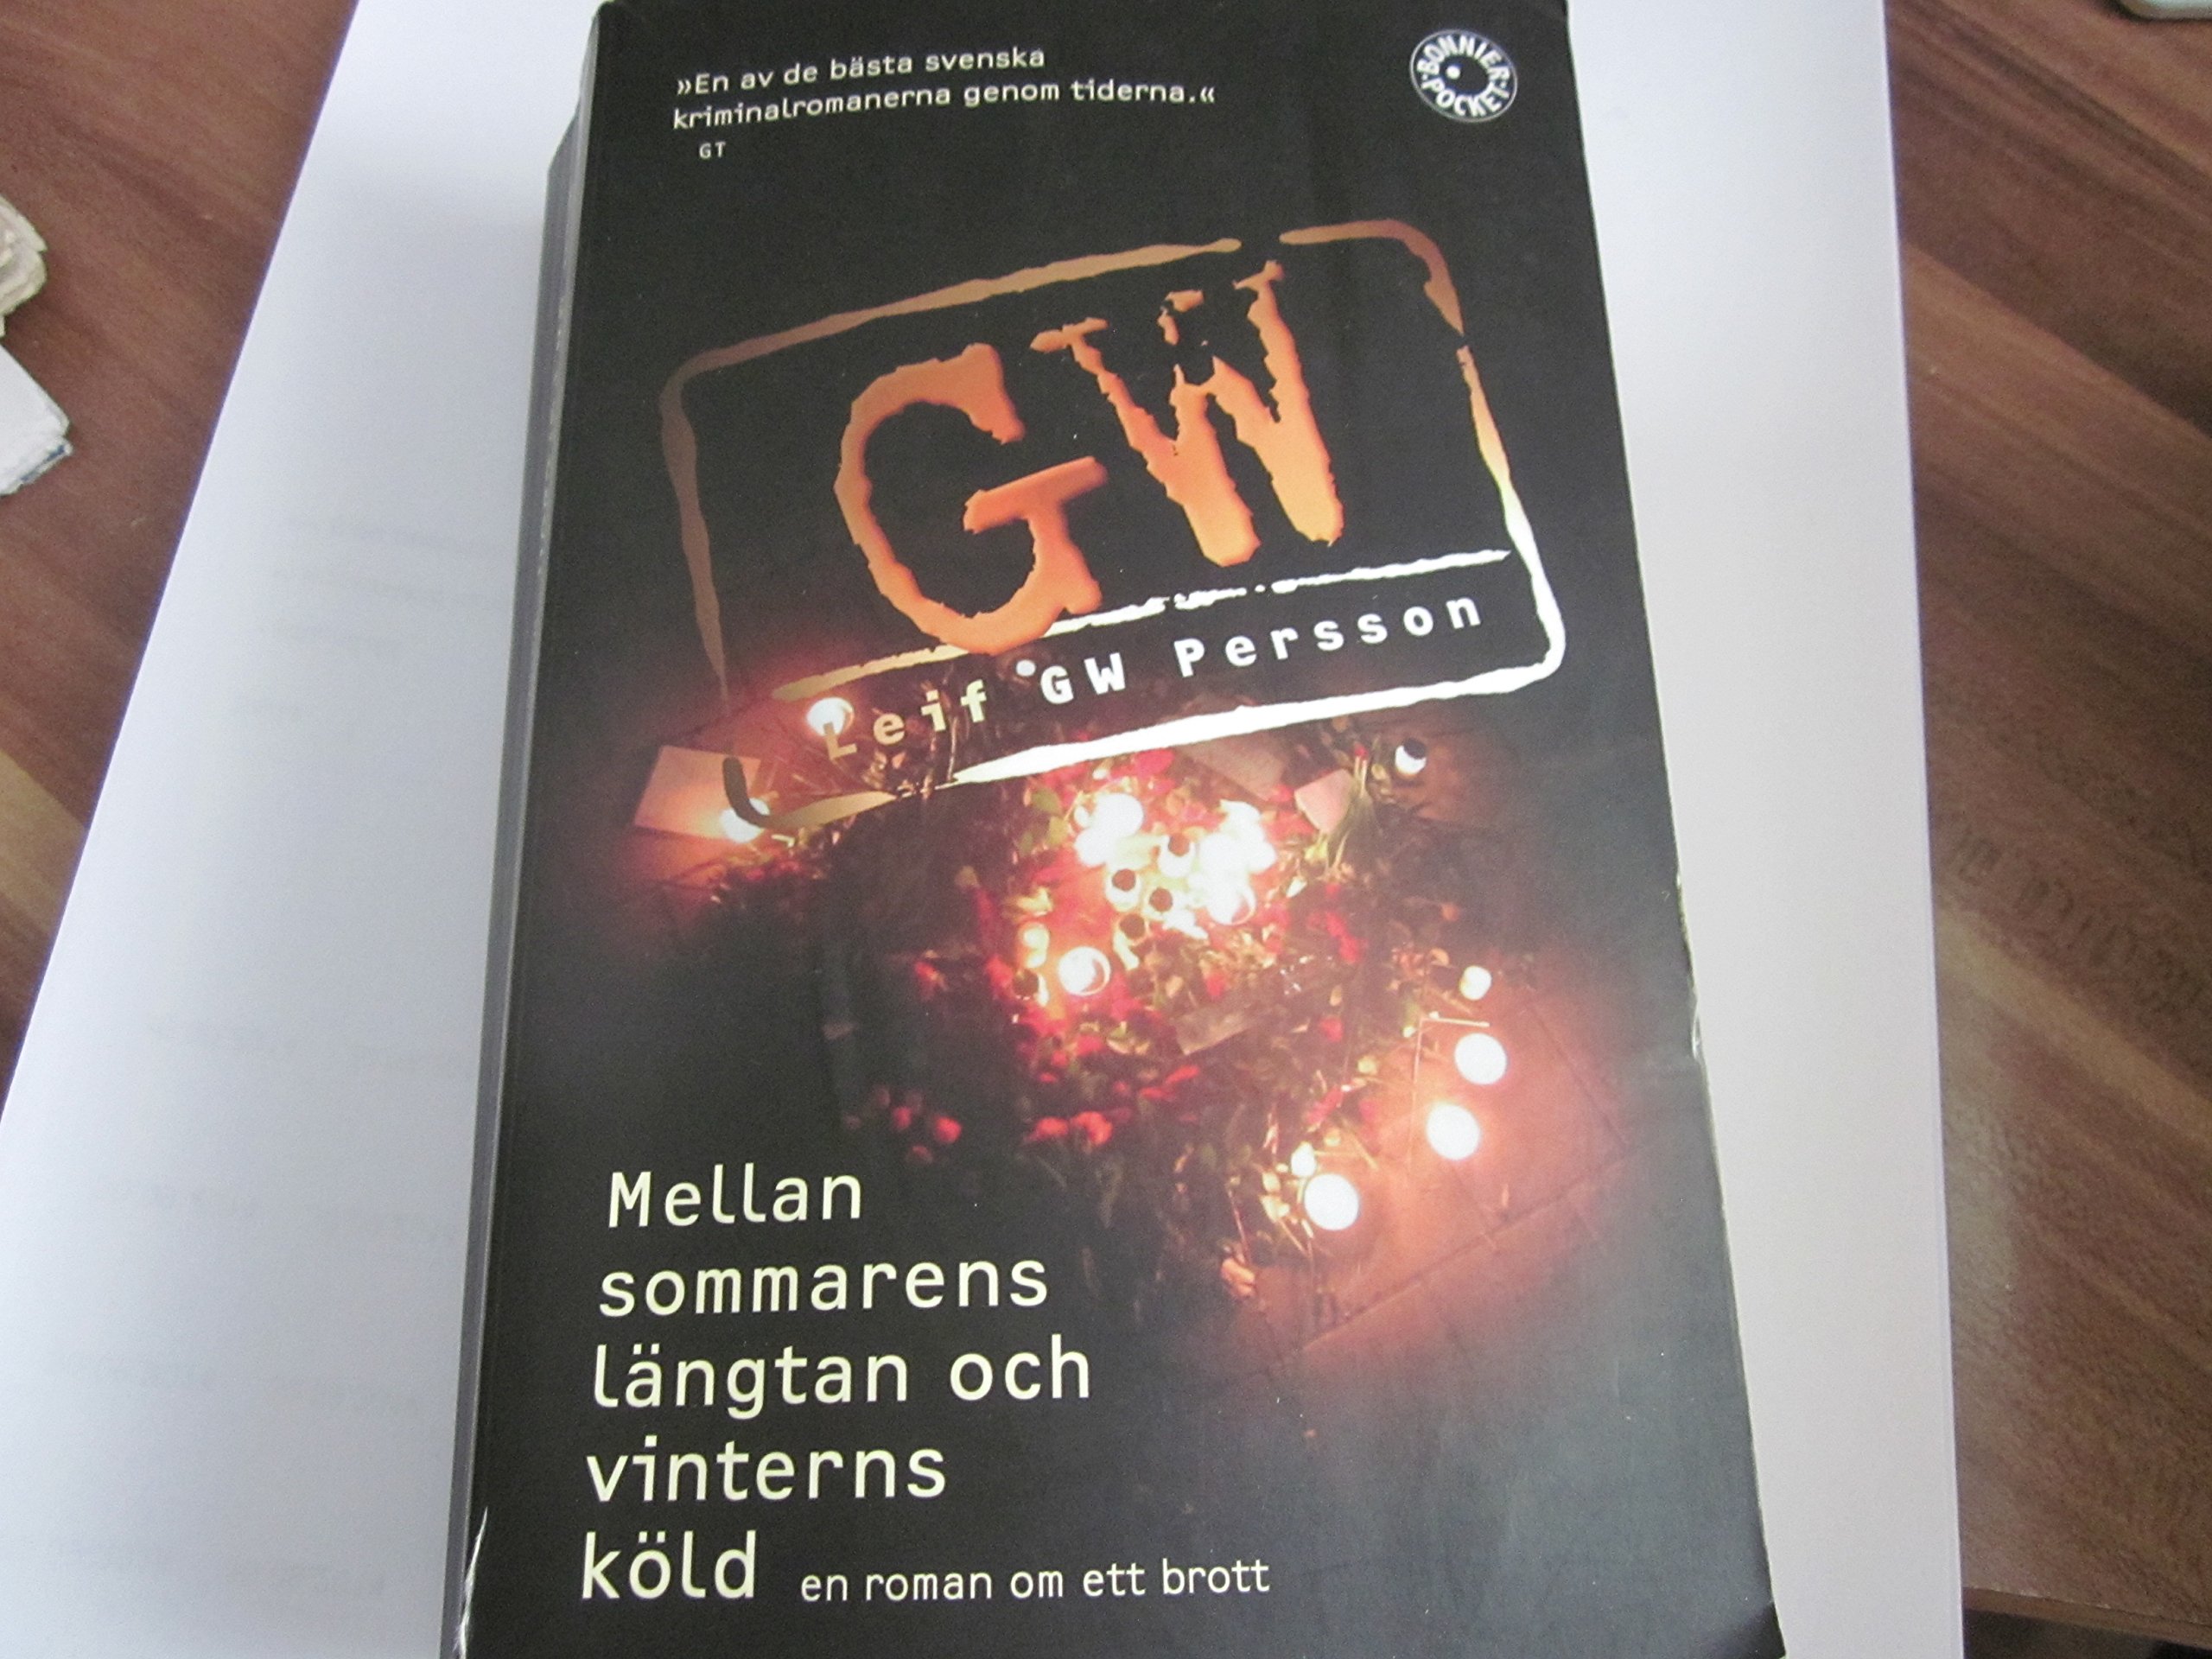 »En av de bästa svenska
kriminalromanerna genom tiderna.«
GT
BONNIER
POCKET
GW
Leif GW Persson
Mellan
sommarens
längtan och
vinterns
köld en roman om ett brott